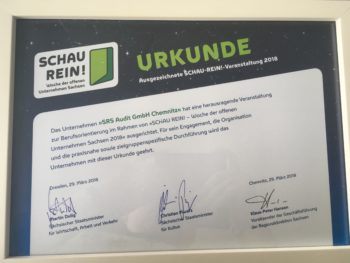 SCHAU
REIN!
Woche der offenen
Unternehmen Sachsen
URKUNDE
Ausgezeichnete SCHAU-REIN!-Veranstaltung 2018
Das Unternehmen »SRS Audit GmbH Chemnitz« hat eine herausragende Veranstaltung
zur Berufsorientierung im Rahmen von »SCHAU REIN! – Woche der offenen
Unternehmen Sachsen 2018« ausgerichtet. Für sein Engagement, die Organisation
und die praxisnahe sowie zielgruppenspezifische Durchführung wird das
Unternehmen mit dieser Urkunde geehrt.
Dresden, 29. März 2018
Chemnitz, 29. März 2018
Martin Dulig
Sächsischer Staatsminister
für Wirtschaft, Arbeit und Verkehr
Christian Piwarz
Sächsischer Staatsminister
für Kultus
Klaus-Peter Hansen
Vorsitzender der Geschäftsführung
der Regionaldirektion Sachsen